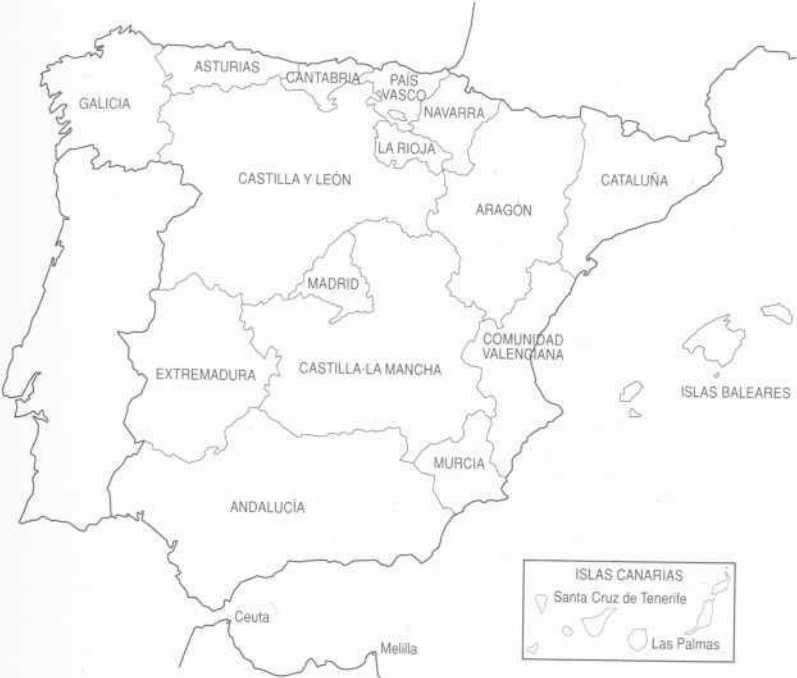 ASTURIAS
CANTABRIA
PAÍS
VASCO
GALICIA
NAVARRA
LA RIOJA
CASTILLA Y LEÓN
CATALUÑA
ARAGÓN
MADRID
COMUNIDAD
VALENCIANA
EXTREMADURA
CASTILLA-LA MANCHA
ISLAS BALEARES
MURCIA
ANDALUCÍA
ISLAS CANARIAS
Santa Cruz de Tenerife
Ceuta
Las Palmas
Melilla